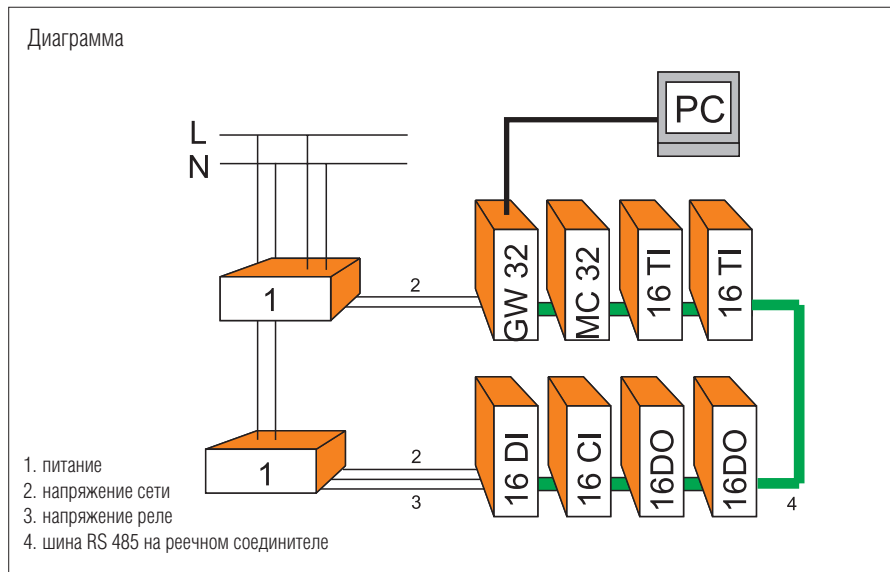 Диаграмма
PC
L
N
GW 32
MC 32
16 TI
16 TI
1
2
1
2
3
16 DI
16 CI
16DO
16DO
4
1. питание
2. напряжение сети
3. напряжение реле
4. шина RS 485 на реечном соединителе